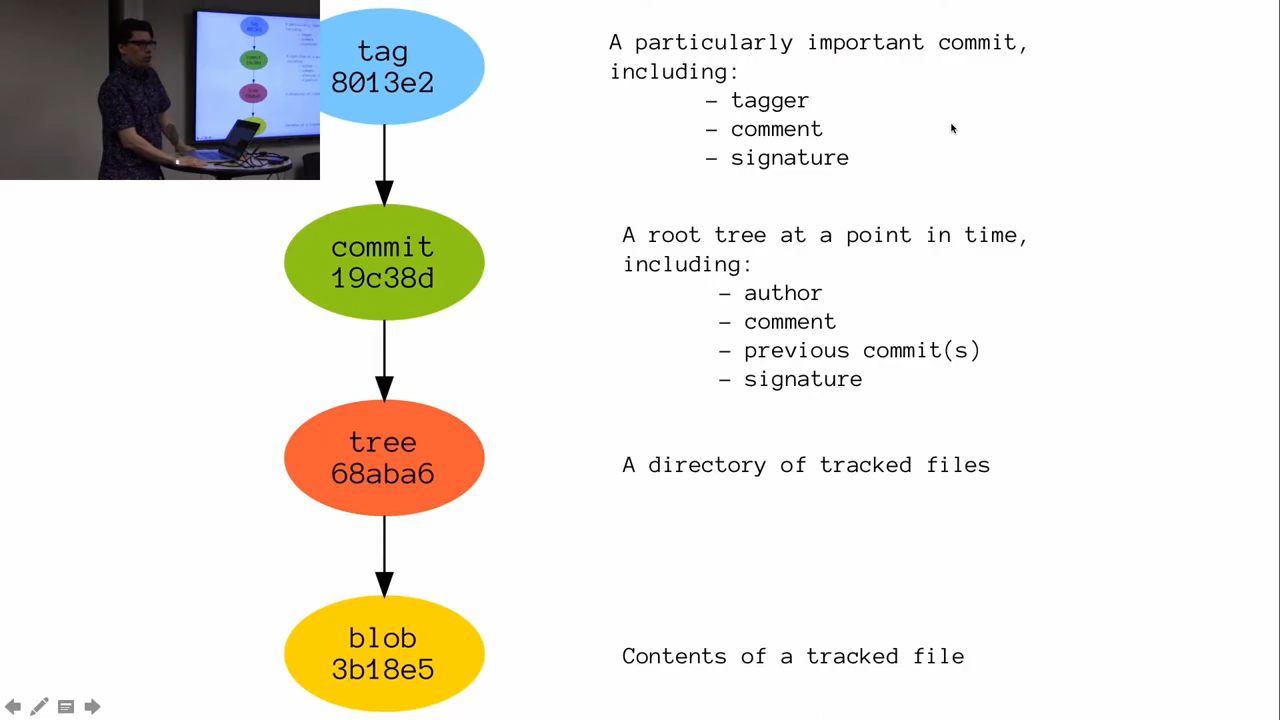 tag
8013e2
A particularly important commit,
including:
- tagger
- comment
- signature
commit
19c38d
A root tree at a point in time,
including:
- author
- comment
- previous commit(s)
- signature
tree
68aba6
A directory of tracked files
blob
3b18e5
Contents of a tracked file